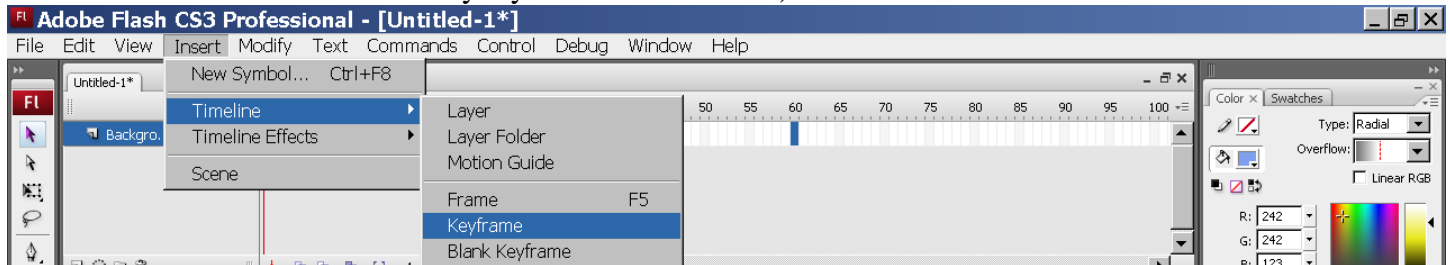 Adobe Flash CS3 Professional - [Untitled-1*]
File Edit View Insert Modify Text Commands Control Debug Window Help
Untitled-1*
New Symbol... Ctrl+F8
Timeline
Timeline Effects
Scene
Layer
Layer Folder
Motion Guide
Frame F5
Keyframe
Blank Keyframe
Fl
Backgro..
50 55 60 65 70 75 80 85 90 95 100
Color × Swatches
Type: Radial
Overflow:
Linear RGB
R: 242
G: 242
B: 123